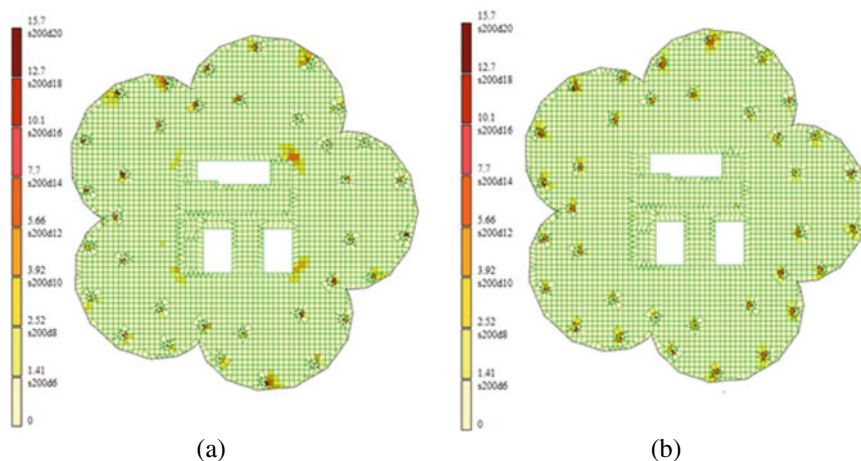 15.7
s200d20
12.7
s200d18
10.1
s200d16
7.7
s200d14
5.66
s200d12
3.92
s200d10
2.52
s200d8
1.41
s200d6
0
(a)
15.7
s200d20
12.7
s200d18
10.1
s200d16
7.7
s200d14
5.66
s200d12
3.92
s200d10
2.52
s200d8
1.41
s200d6
0
(b)